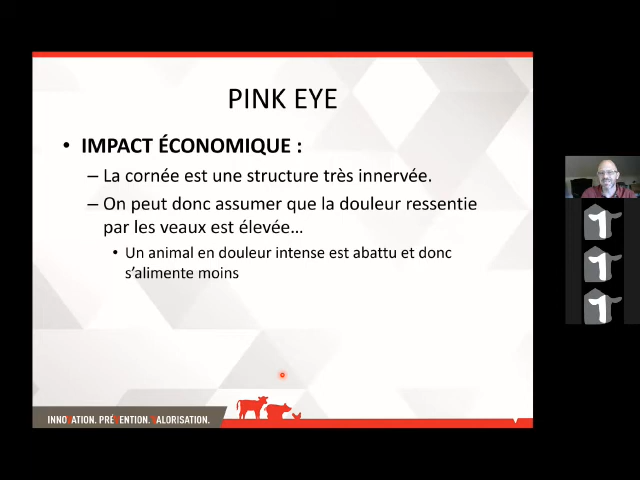 PINK EYE
• IMPACT ÉCONOMIQUE :
– La cornée est une structure très innervée.
– On peut donc assumer que la douleur ressentie
par les veaux est élevée…
• Un animal en douleur intense est abattu et donc
s'alimente moins
INNOVATION. PRÉVENTION. VALORISATION.